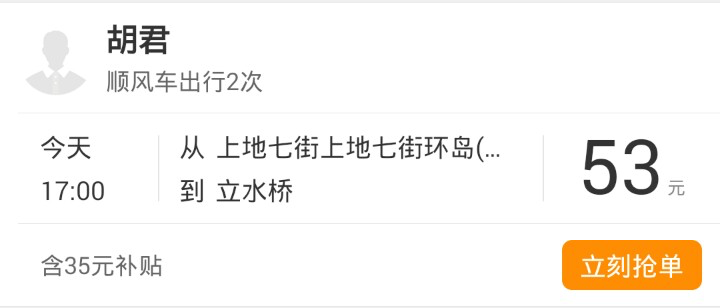 胡君
顺风车出行2次
今天
17:00
从 上地七街上地七街环岛(...
到 立水桥
53元
含35元补贴
立刻抢单